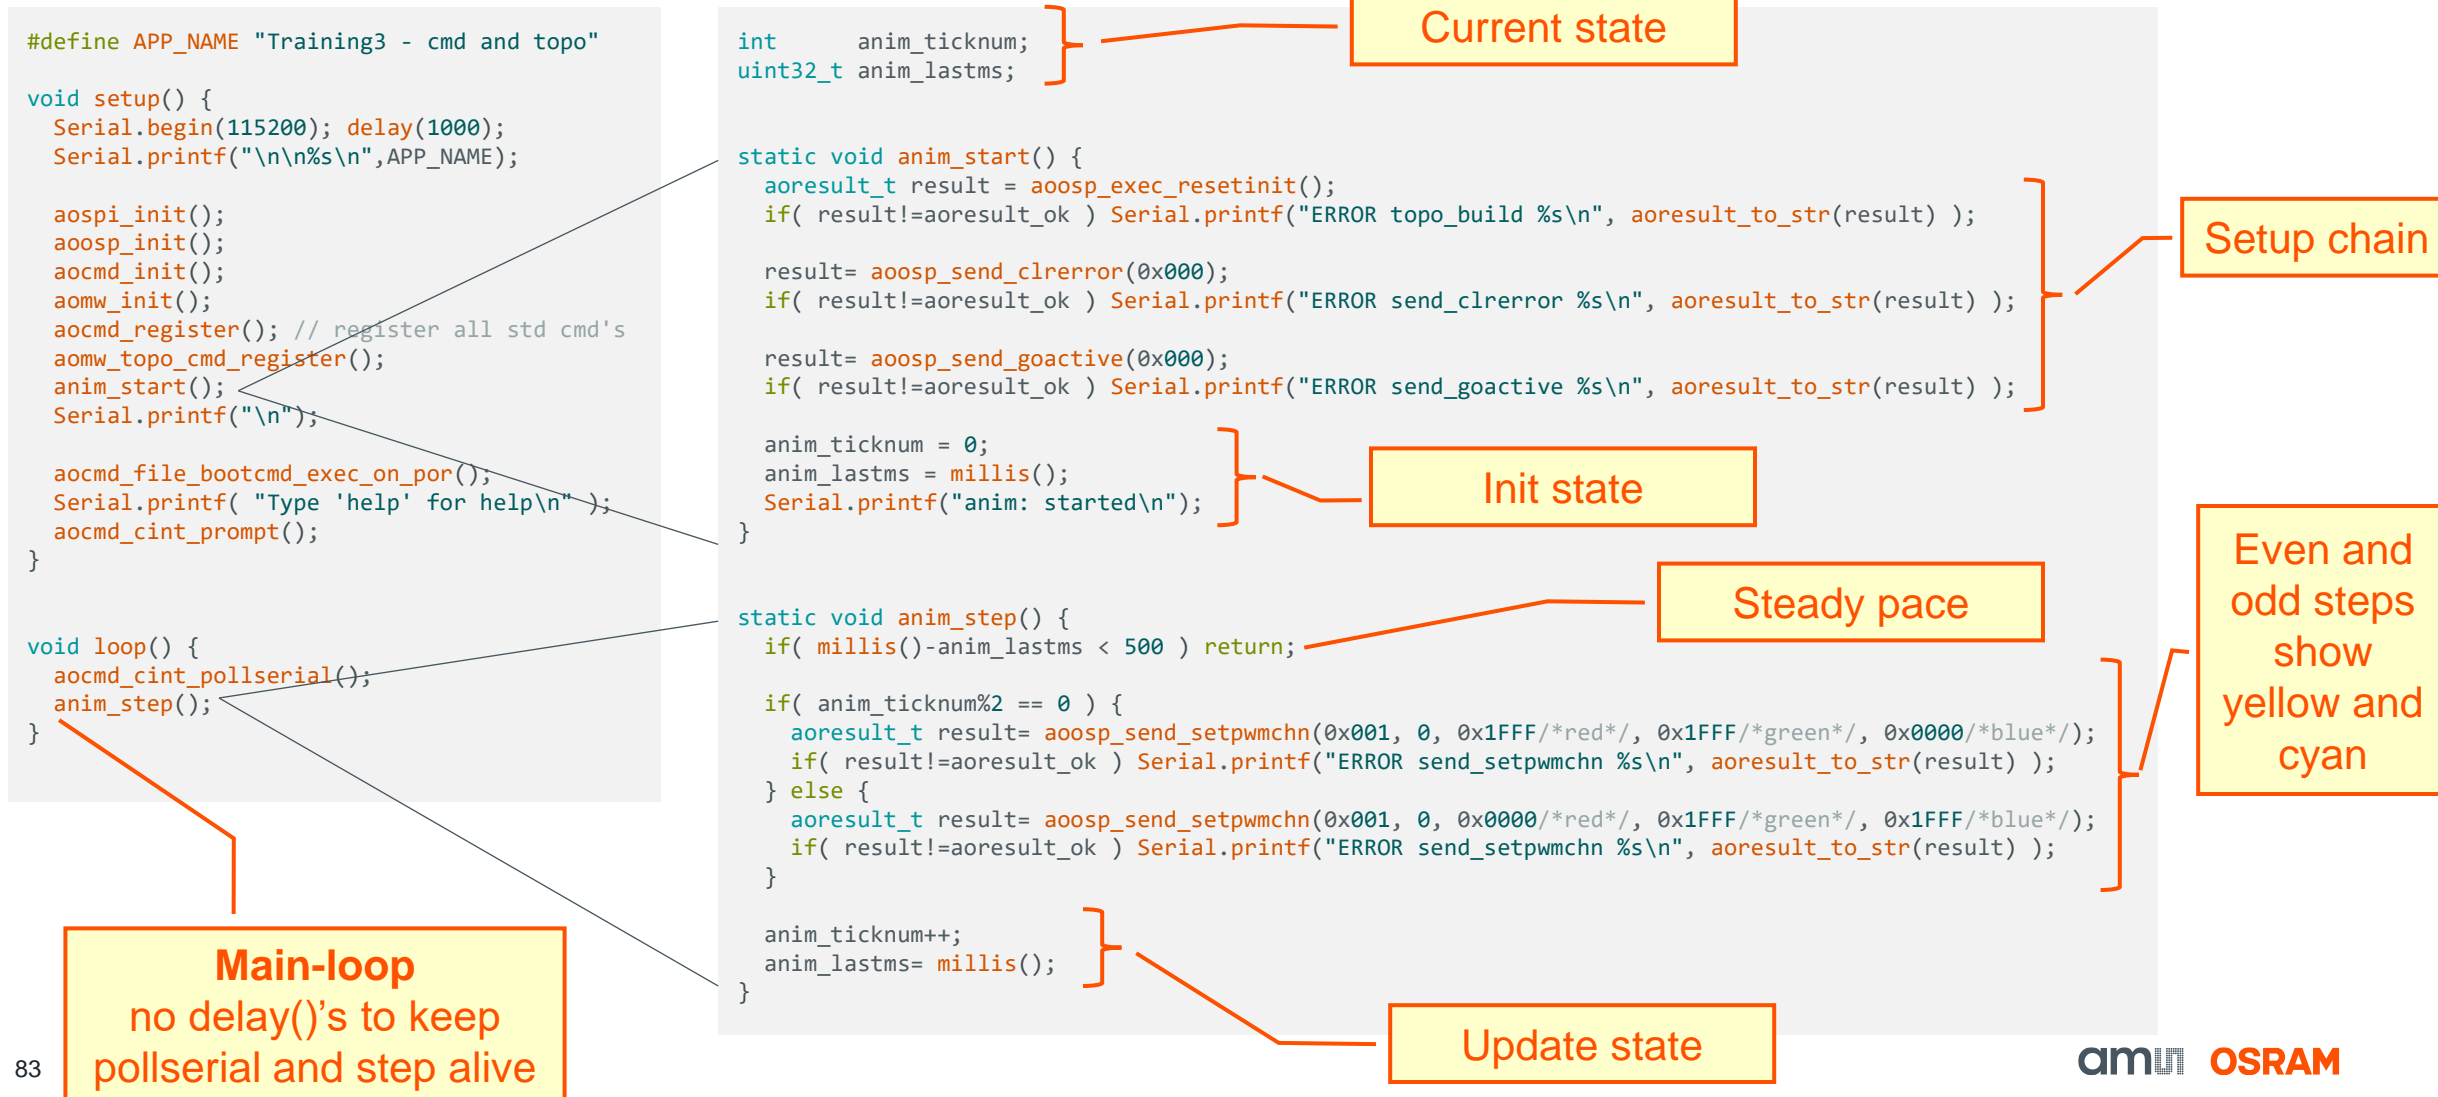 #define APP_NAME "Training3 - cmd and topo"
void setup() {
  Serial.begin(115200); delay(1000);
  Serial.printf("\n\n%s\n",APP_NAME);
  aospi_init();
  aoosp_init();
  aocmd_init();
  aomw_init();
  aocmd_register(); // register all std cmd's
  aomw_topo_cmd_register();
  anim_start();
  Serial.printf("\n");
  aocmd_file_bootcmd_exec_on_por();
  Serial.printf( "Type 'help' for help\n" );
  aocmd_cint_prompt();
}
void loop() {
  aocmd_cint_pollserial();
  anim_step();
}
Main-loop
no delay()’s to keep
pollserial and step alive
int      anim_ticknum;
uint32_t anim_lastms;
Current state
static void anim_start() {
  aoresult_t result = aoosp_exec_resetinit();
  if( result!=aoresult_ok ) Serial.printf("ERROR topo_build %s\n", aoresult_to_str(result) );
  result= aoosp_send_clrerror(0x000);
  if( result!=aoresult_ok ) Serial.printf("ERROR send_clrerror %s\n", aoresult_to_str(result) );
  result= aoosp_send_goactive(0x000);
  if( result!=aoresult_ok ) Serial.printf("ERROR send_goactive %s\n", aoresult_to_str(result) );
Setup chain
  anim_ticknum = 0;
  anim_lastms = millis();
  Serial.printf("anim: started\n");
}
Init state
static void anim_step() {
  if( millis()-anim_lastms < 500 ) return;
Steady pace
  if( anim_ticknum%2 == 0 ) {
    aoresult_t result= aoosp_send_setpwmchn(0x001, 0, 0x1FFF/*red*/, 0x1FFF/*green*/, 0x0000/*blue*/);
    if( result!=aoresult_ok ) Serial.printf("ERROR send_setpwmchn %s\n", aoresult_to_str(result) );
  } else {
    aoresult_t result= aoosp_send_setpwmchn(0x001, 0, 0x0000/*red*/, 0x1FFF/*green*/, 0x1FFF/*blue*/);
    if( result!=aoresult_ok ) Serial.printf("ERROR send_setpwmchn %s\n", aoresult_to_str(result) );
  }
Even and
odd steps
show
yellow and
cyan
  anim_ticknum++;
  anim_lastms= millis();
}
Update state
83
am OSRAM